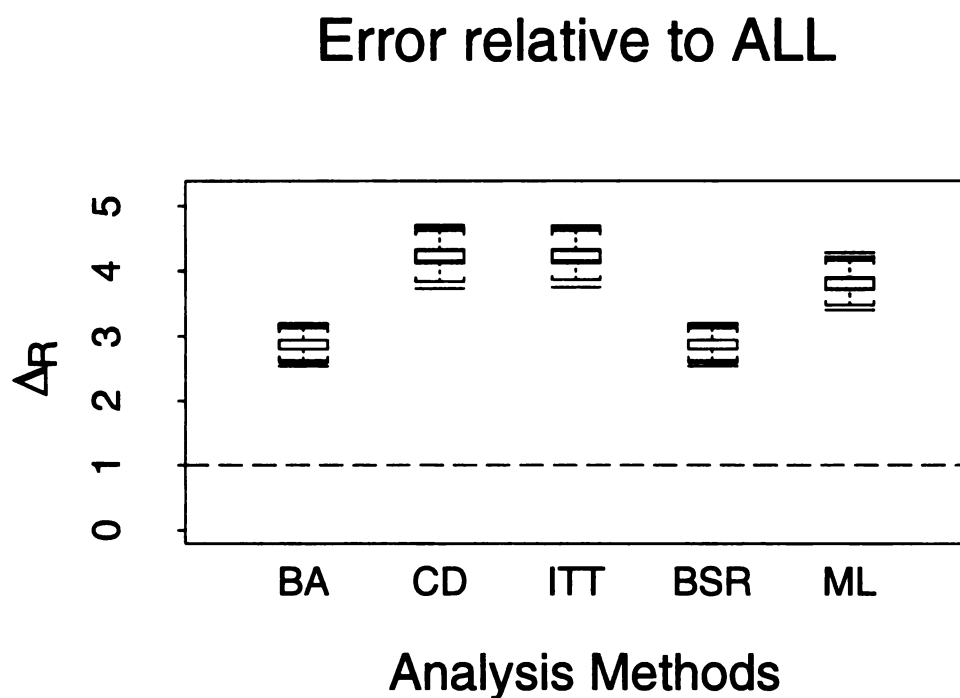 Error relative to ALL
ΔR
5
4
3
2
1
0
BA CD ITT BSR ML
Analysis Methods